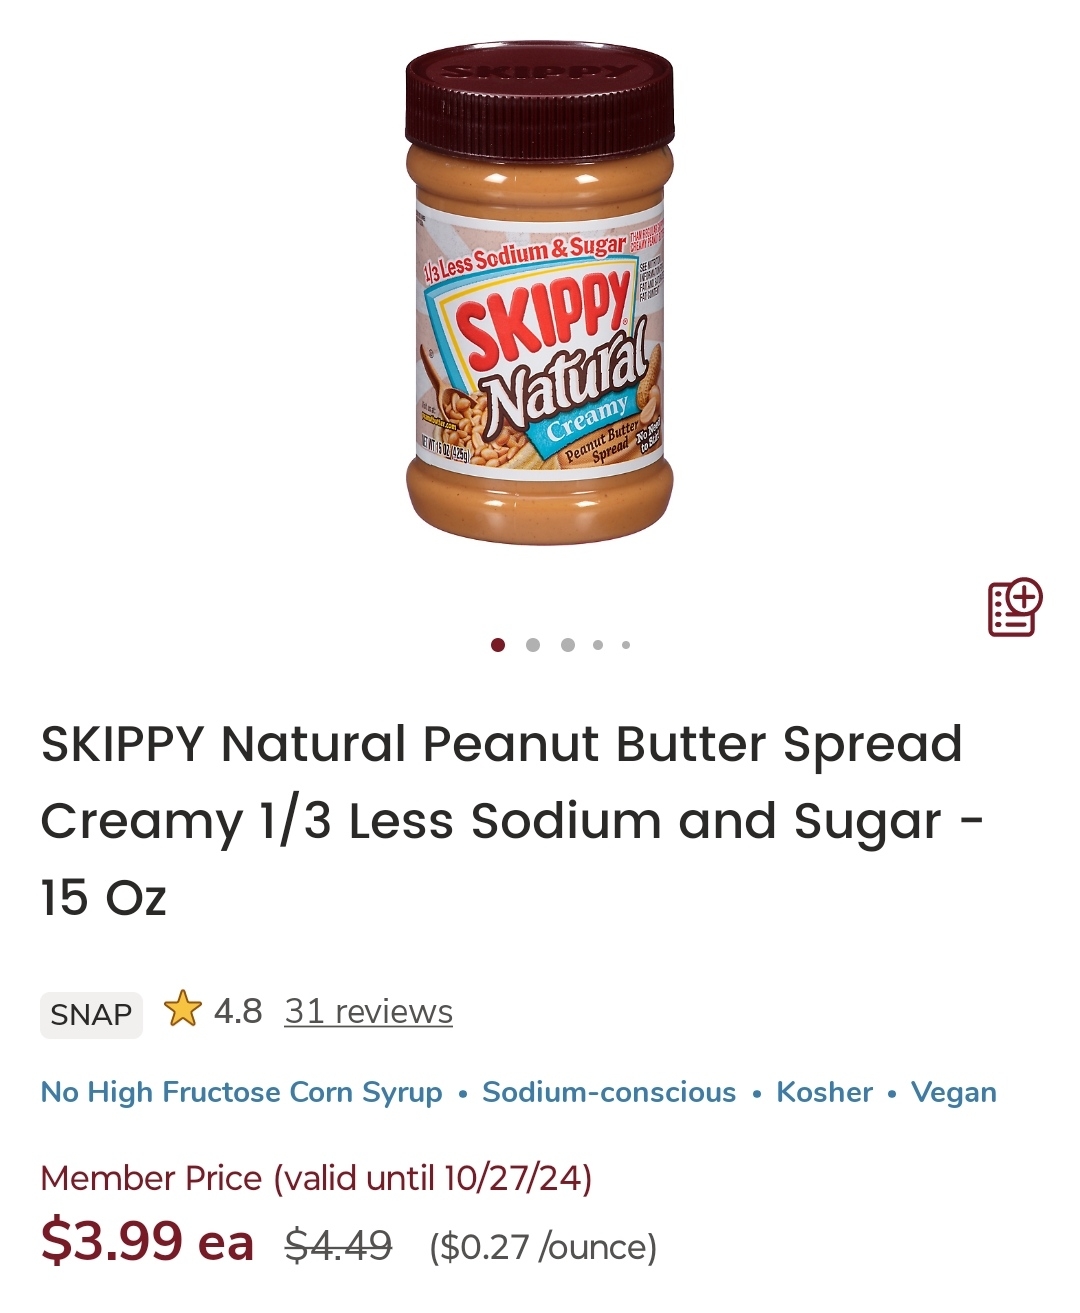 SKIPPY
1/3 Less Sodium & Sugar
SKIPPY
Natural
Creamy
Peanut Butter
Spread
NET WT 15 OZ (425g)
SKIPPY Natural Peanut Butter Spread
Creamy 1/3 Less Sodium and Sugar -
15 Oz
SNAP 4.8 31 reviews
No High Fructose Corn Syrup • Sodium-conscious • Kosher • Vegan
Member Price (valid until 10/27/24)
$3.99 ea $4.49 ($0.27 /ounce)